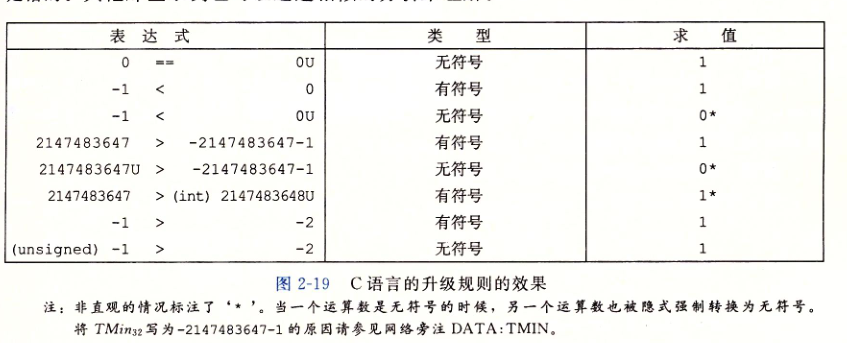 表 达 式 类 型 求 值
0 == 0U 无符号 1
-1 < 0 有符号 1
-1 < 0U 无符号 0*
2147483647 > -2147483647-1 有符号 1
2147483647U > -2147483647-1 无符号 0*
2147483647 > (int) 2147483648U 有符号 1*
-1 > -2 有符号 1
(unsigned) -1 > -2 无符号 1
图 2-19 C 语言的升级规则的效果
注：非直观的情况标注了‘*’。当一个运算数是无符号的时候，另一个运算数也被隐式强制转换为无符号。
将 TMin32写为-2147483647-1 的原因请参见网络旁注 DATA:TMIN。